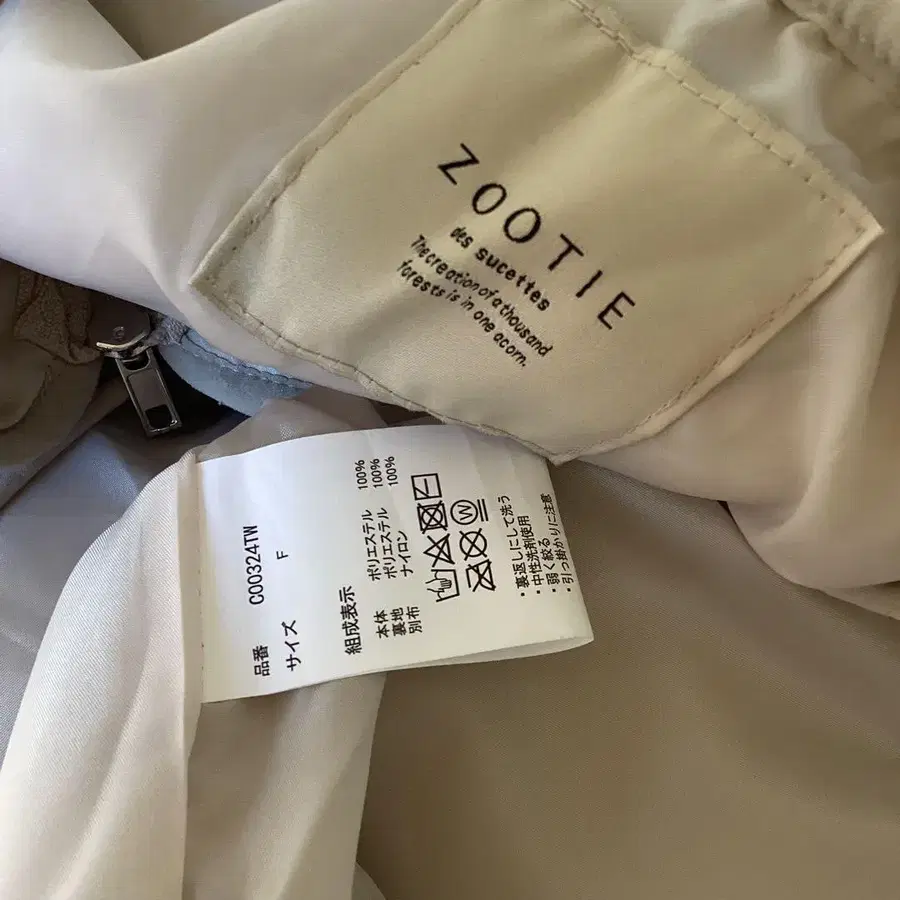 ZOOTIE
des sucettes
The creation of a thousand
forests is in one acorn.
品番 C00324TW
サイズ F
組成表示
本体 ポリエステル 100%
裏地 ポリエステル 100%
別布 ナイロン 100%
W
・裏返しにして洗う
・中性洗剤使用
・弱く絞る
・引っ掛かりに注意